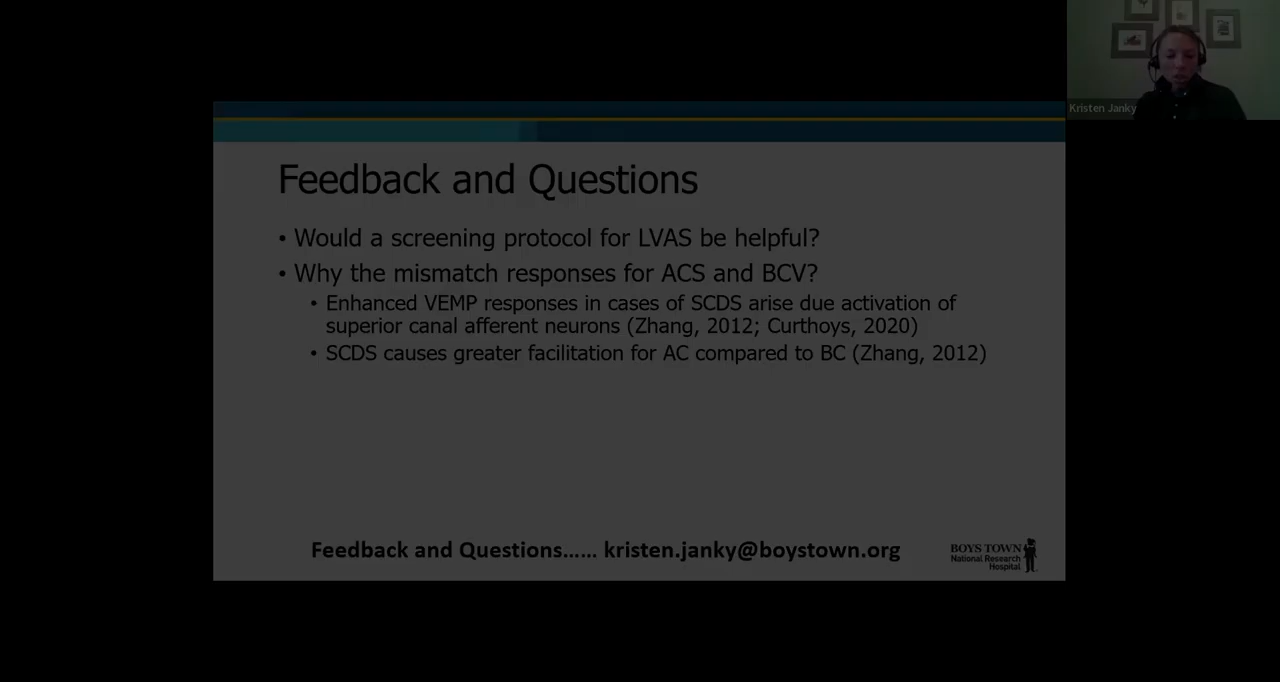 Kristen Janky
Feedback and Questions
• Would a screening protocol for LVAS be helpful?
• Why the mismatch responses for ACS and BCV?
• Enhanced VEMP responses in cases of SCDS arise due activation of
superior canal afferent neurons (Zhang, 2012; Curthoys, 2020)
• SCDS causes greater facilitation for AC compared to BC (Zhang, 2012)
Feedback and Questions…… kristen.janky@boystown.org
BOYS TOWN
National Research
Hospital